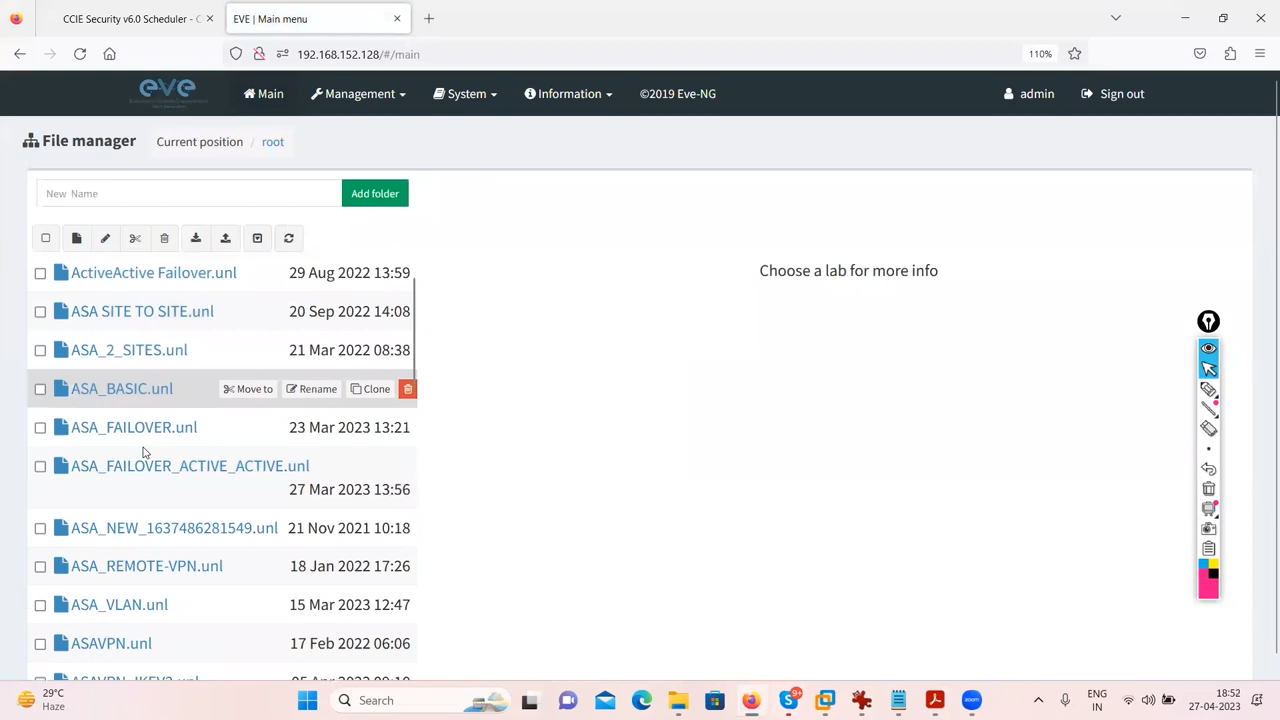 CCIE Security v6.0 Scheduler - C
EVE | Main menu
192.168.152.128/#/main
110%
eve
Main
Management
System
Information
©2019 Eve-NG
admin
Sign out
File manager
Current position / root
New Name
Add folder
ActiveActive Failover.unl 29 Aug 2022 13:59
ASA SITE TO SITE.unl 20 Sep 2022 14:08
ASA_2_SITES.unl 21 Mar 2022 08:38
ASA_BASIC.unl Move to Rename Clone
ASA_FAILOVER.unl 23 Mar 2023 13:21
ASA_FAILOVER_ACTIVE_ACTIVE.unl
27 Mar 2023 13:56
ASA_NEW_1637486281549.unl 21 Nov 2021 10:18
ASA_REMOTE-VPN.unl 18 Jan 2022 17:26
ASA_VLAN.unl 15 Mar 2023 12:47
ASAVPN.unl 17 Feb 2022 06:06
Choose a lab for more info
29°C
Haze
Search
9+
zoom
ENG
IN
18:52
27-04-2023